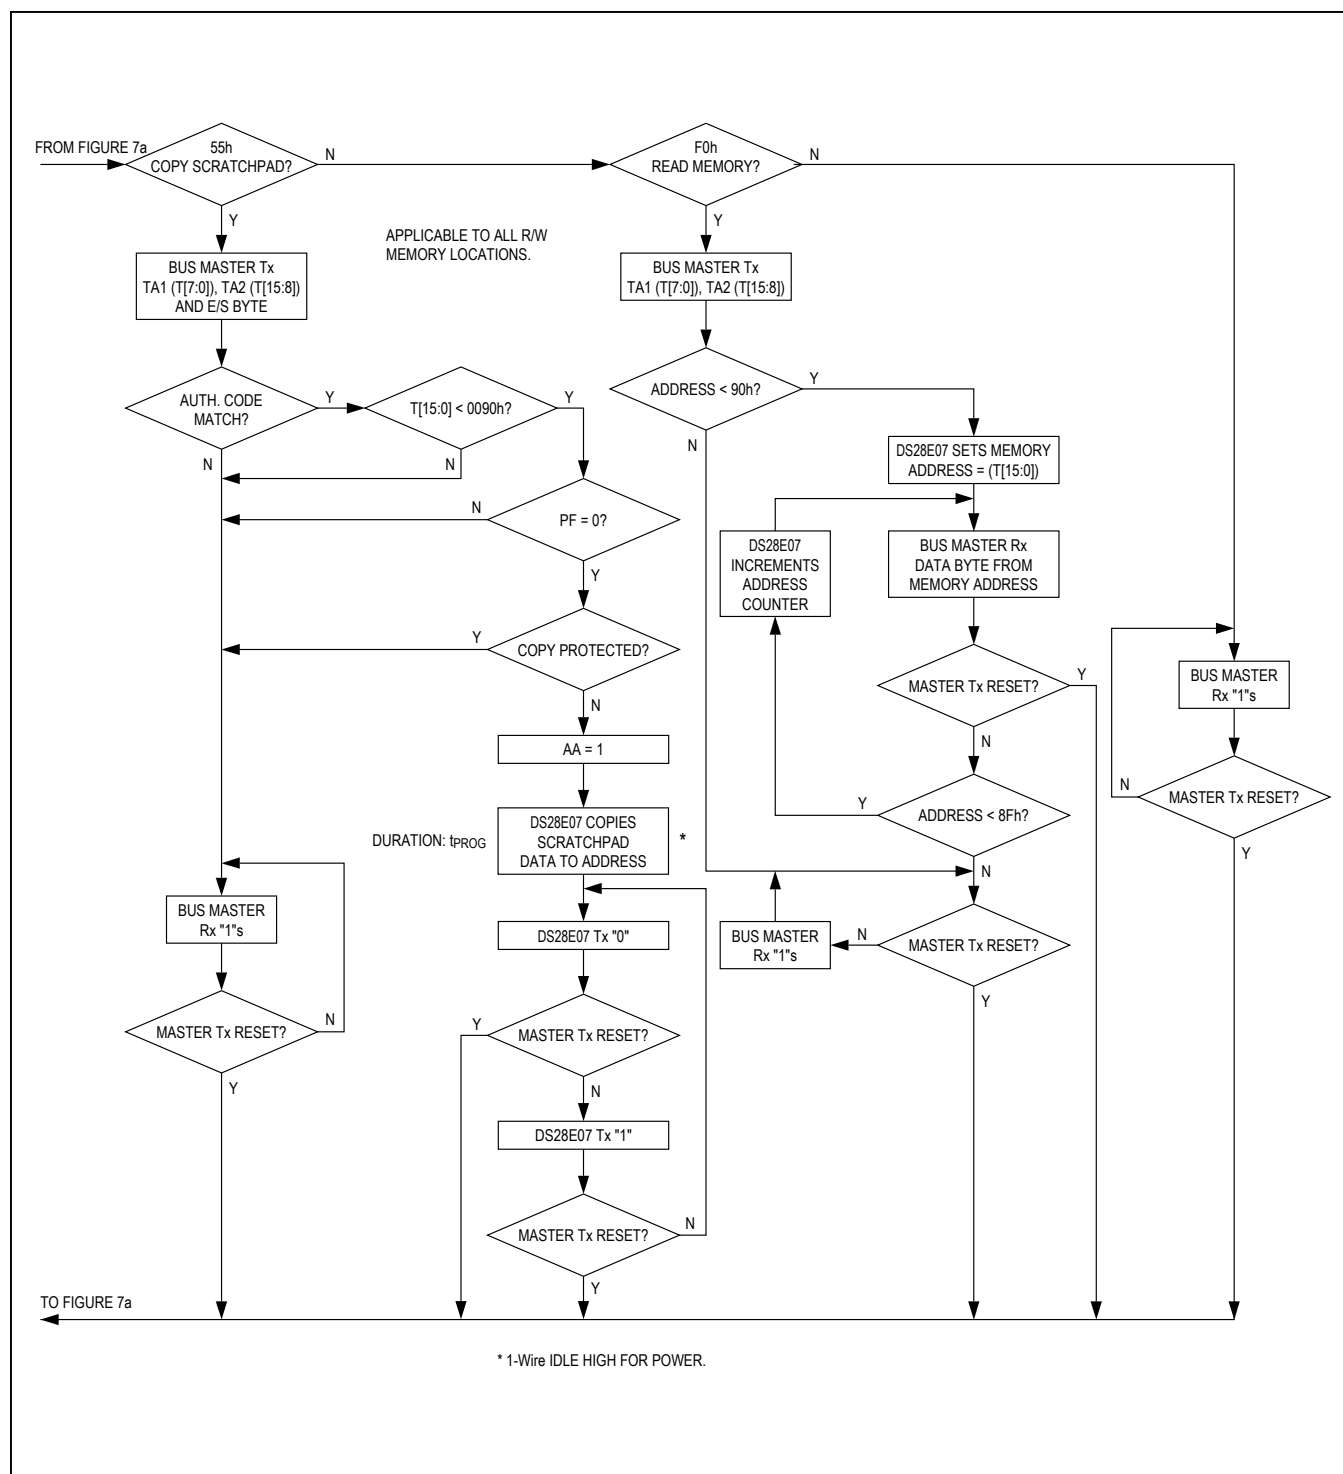 FROM FIGURE 7a
55h
COPY SCRATCHPAD?
N
Y
F0h
READ MEMORY?
N
Y
APPLICABLE TO ALL R/W
MEMORY LOCATIONS.
BUS MASTER Tx
TA1 (T[7:0]), TA2 (T[15:8])
AND E/S BYTE
BUS MASTER Tx
TA1 (T[7:0]), TA2 (T[15:8])
AUTH. CODE
MATCH?
Y
N
T[15:0] < 0090h?
Y
N
ADDRESS < 90h?
Y
N
PF = 0?
N
Y
DS28E07 SETS MEMORY
ADDRESS = (T[15:0])
DS28E07
INCREMENTS
ADDRESS
COUNTER
BUS MASTER Rx
DATA BYTE FROM
MEMORY ADDRESS
COPY PROTECTED?
Y
N
MASTER Tx RESET?
Y
N
BUS MASTER
Rx "1"s
AA = 1
ADDRESS < 8Fh?
Y
N
MASTER Tx RESET?
N
Y
DURATION: tPROG
DS28E07 COPIES
SCRATCHPAD
DATA TO ADDRESS
*
BUS MASTER
Rx "1"s
DS28E07 Tx "0"
BUS MASTER
Rx "1"s
N
MASTER Tx RESET?
Y
MASTER Tx RESET?
N
Y
MASTER Tx RESET?
Y
N
DS28E07 Tx "1"
MASTER Tx RESET?
N
Y
TO FIGURE 7a
* 1-Wire IDLE HIGH FOR POWER.